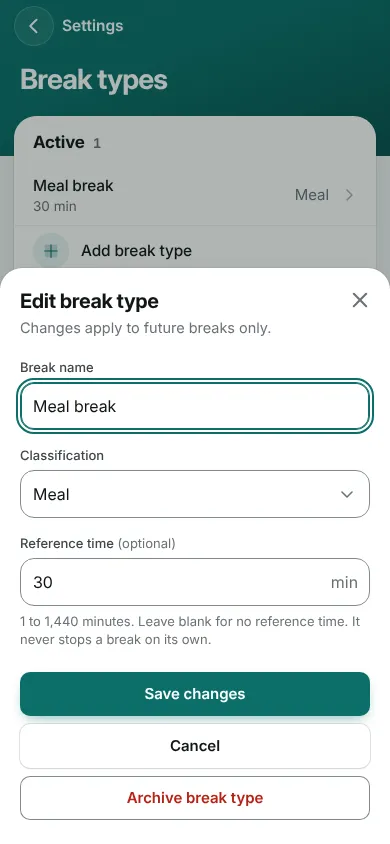 Settings
Break types
Active 1
Meal break
30 min
Meal
Add break type
Edit break type
Changes apply to future breaks only.
Break name
Meal break
Classification
Meal
Reference time (optional)
30 min
1 to 1,440 minutes. Leave blank for no reference time. It
never stops a break on its own.
Save changes
Cancel
Archive break type